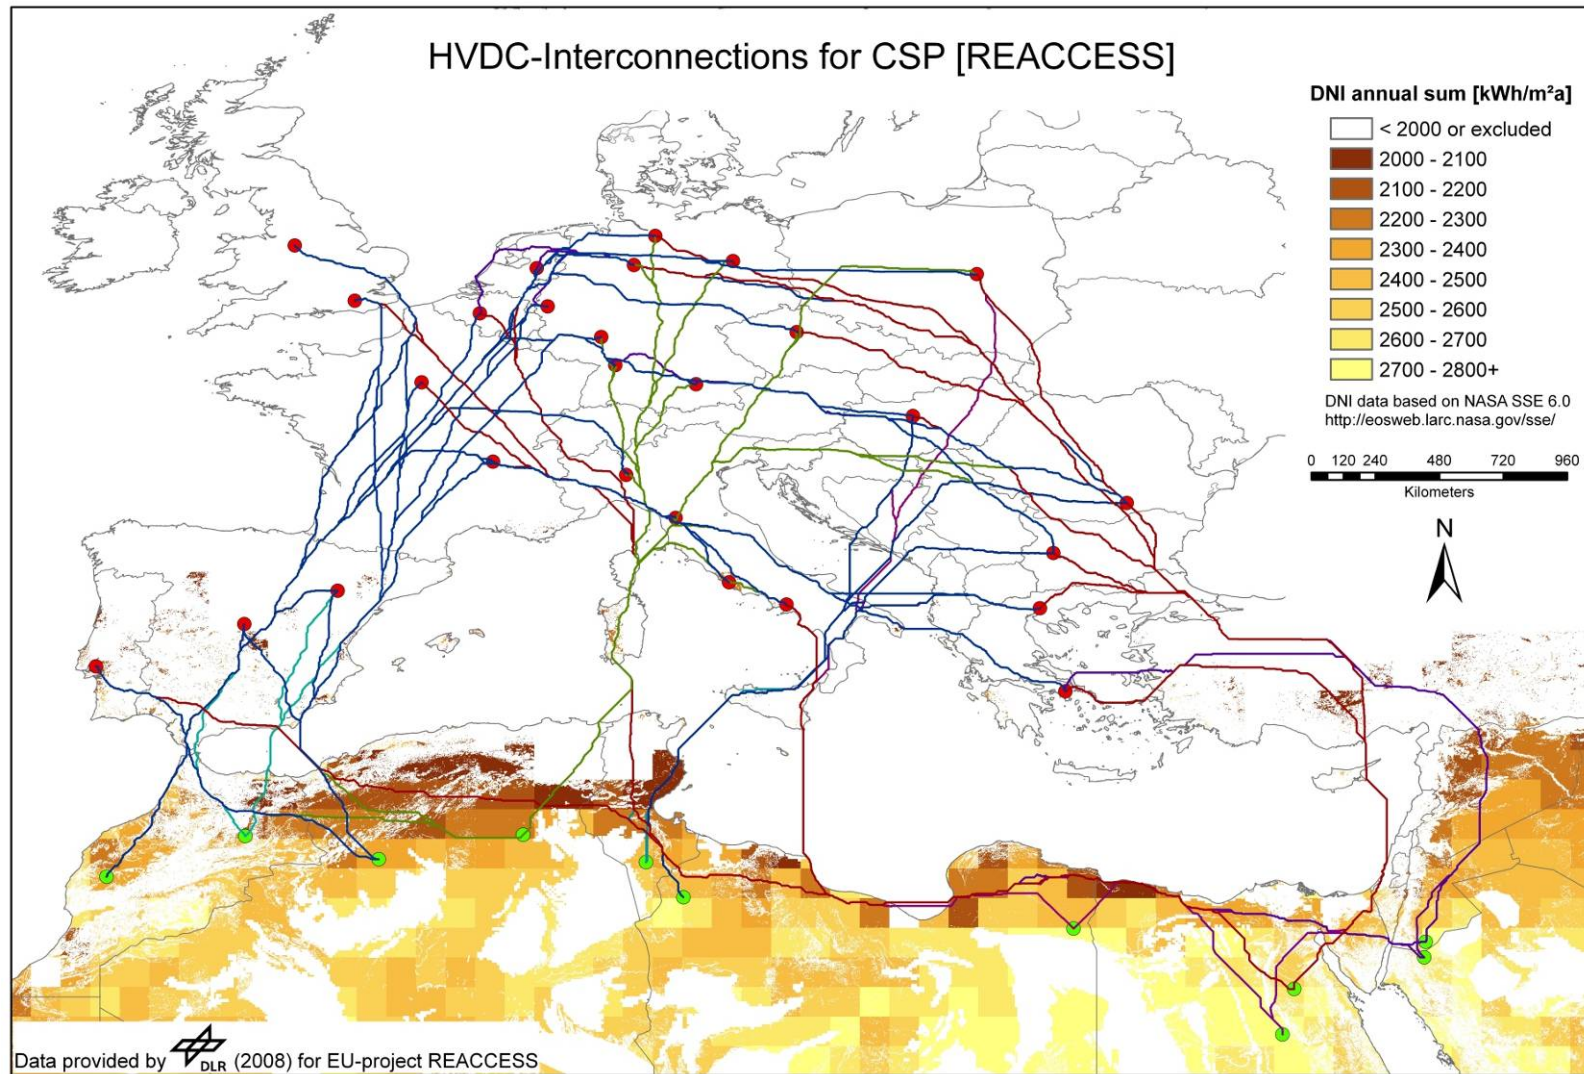 HVDC-Interconnections for CSP [REACCESS]
DNI annual sum [kWh/m²a]
< 2000 or excluded
2000 - 2100
2100 - 2200
2200 - 2300
2300 - 2400
2400 - 2500
2500 - 2600
2600 - 2700
2700 - 2800+
DNI data based on NASA SSE 6.0
http://eosweb.larc.nasa.gov/sse/
0 120 240 480 720 960
Kilometers
N
Data provided by DLR (2008) for EU-project REACCESS